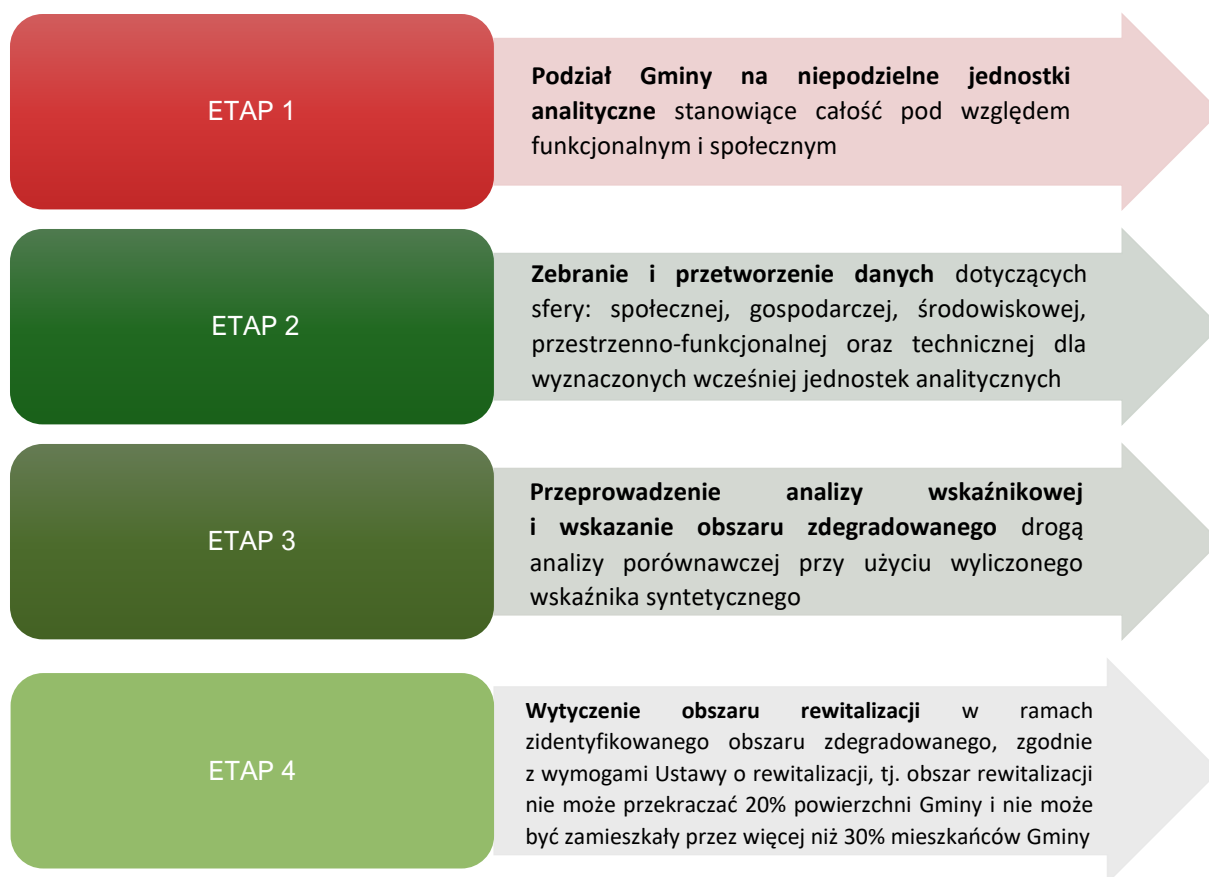 ETAP 1
Podział Gminy na niepodzielne jednostki
analityczne stanowiące całość pod względem
funkcjonalnym i społecznym
ETAP 2
Zebranie i przetworzenie danych dotyczących
sfery: społecznej, gospodarczej, środowiskowej,
przestrzenno-funkcjonalnej oraz technicznej dla
wyznaczonych wcześniej jednostek analitycznych
ETAP 3
Przeprowadzenie analizy wskaźnikowej
i wskazanie obszaru zdegradowanego drogą
analizy porównawczej przy użyciu wyliczonego
wskaźnika syntetycznego
ETAP 4
Wytyczenie obszaru rewitalizacji w ramach
zidentyfikowanego obszaru zdegradowanego, zgodnie
z wymogami Ustawy o rewitalizacji, tj. obszar rewitalizacji
nie może przekraczać 20% powierzchni Gminy i nie może
być zamieszkały przez więcej niż 30% mieszkańców Gminy